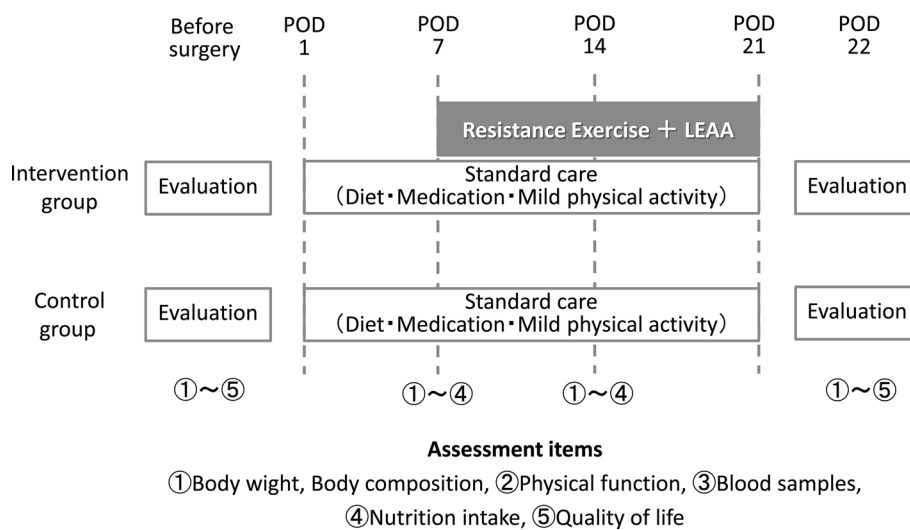 Before surgery
POD 1
POD 7
POD 14
POD 21
POD 22
Resistance Exercise + LEAA
Intervention group
Evaluation
Standard care
(Diet・Medication・Mild physical activity)
Evaluation
Control group
Evaluation
Standard care
(Diet・Medication・Mild physical activity)
Evaluation
①~⑤
①~④
①~④
①~⑤
Assessment items
①Body wight, Body composition, ②Physical function, ③Blood samples,
④Nutrition intake, ⑤Quality of life